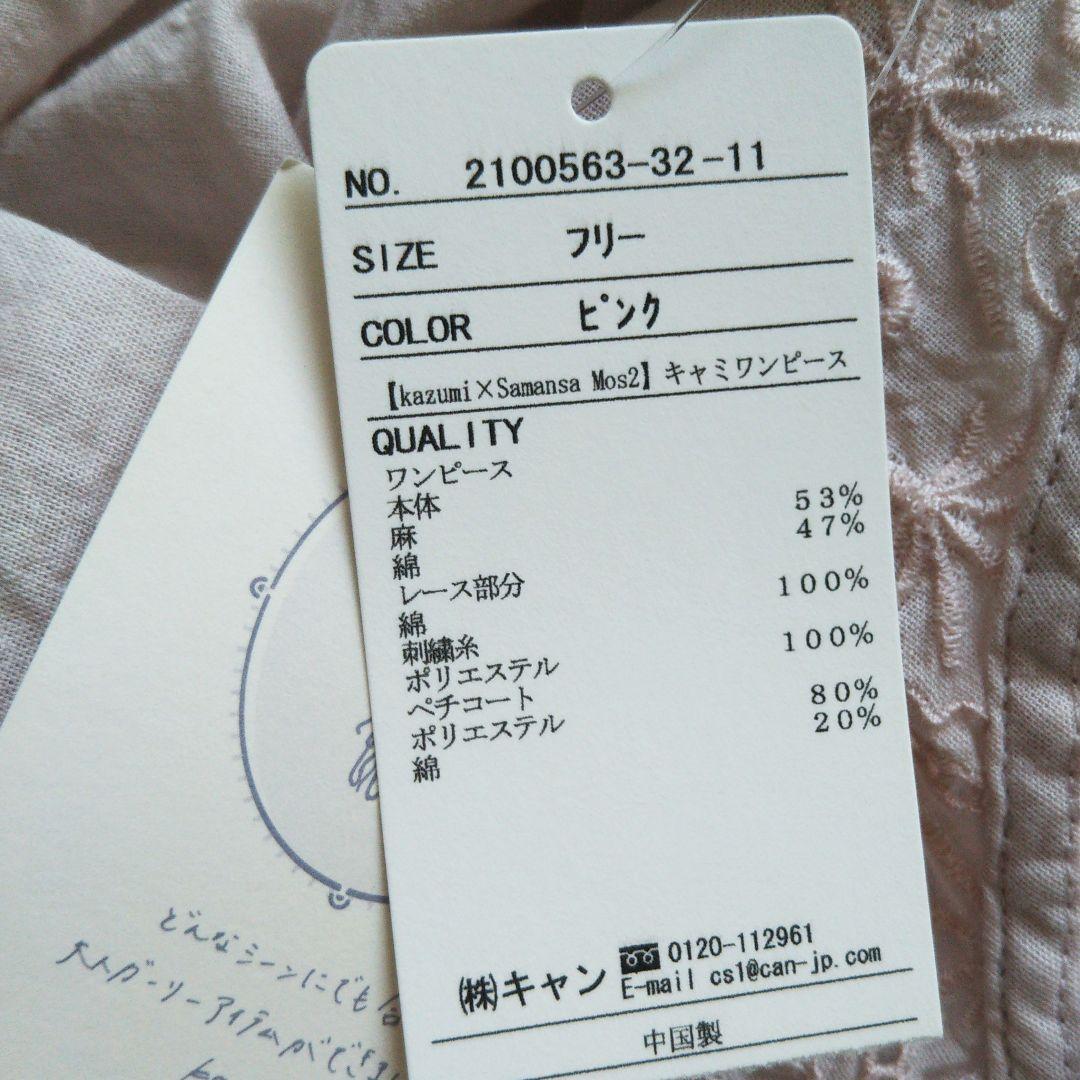 NO. 2100563-32-11
SIZE フリー
COLOR ピンク
【kazumi×Samansa Mos2】キャミワンピース
QUALITY
ワンピース
本体 53%
麻 47%
綿
レース部分 100%
綿
刺繍糸 100%
ポリエステル
ペチコート 80%
ポリエステル 20%
綿
㈱キャン 0120-112961
E-mail cs1@can-jp.com
中国製
どんなシーンにでも
大人ガーリーアイテムができ